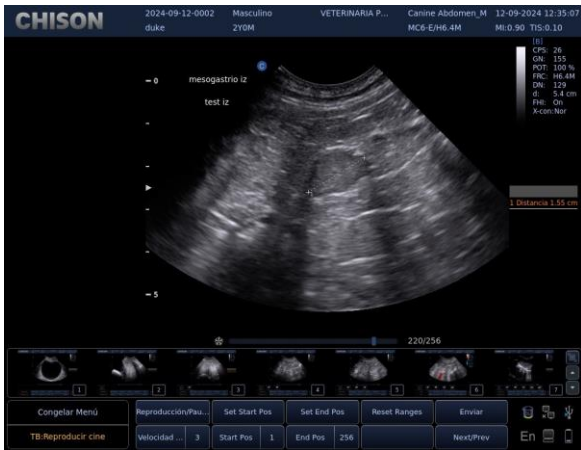 CHISON
2024-09-12-0002 Masculino VETERINARIA P... Canine Abdomen_M 12-09-2024 12:35:07
duke 2Y0M MC6-E/H6.4M MI:0.90 TIS:0.10
[B]
CPS: 26
GN: 155
POT: 100 %
FRC: H6.4M
DN: 129
d: 5.4 cm
FHI: On
X-con:Nor
C
0
mesogastrio iz
test iz
1 Distancia 1.55 cm
5
220/256
1 2 3 4 5 6 7
Congelar Menú Reproducción/Pau... Set Start Pos Set End Pos Reset Ranges Enviar
TB:Reproducir cine Velocidad ... 3 Start Pos 1 End Pos 256 Next/Prev En